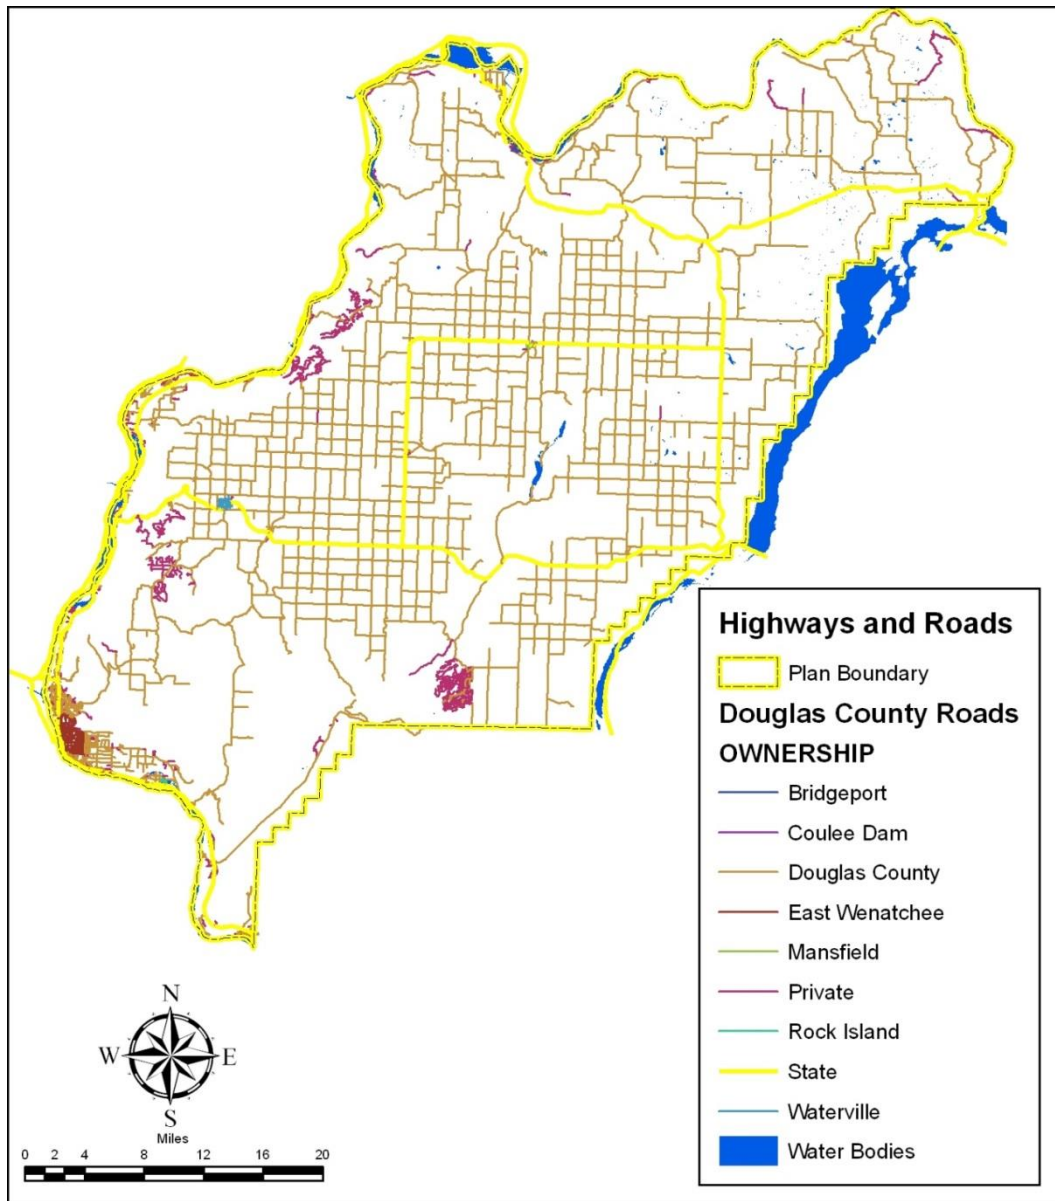 Highways and Roads
Plan Boundary
Douglas County Roads
OWNERSHIP
Bridgeport
Coulee Dam
Douglas County
East Wenatchee
Mansfield
Private
Rock Island
State
Waterville
Water Bodies
N
W E
S
Miles
0 2 4 8 12 16 20